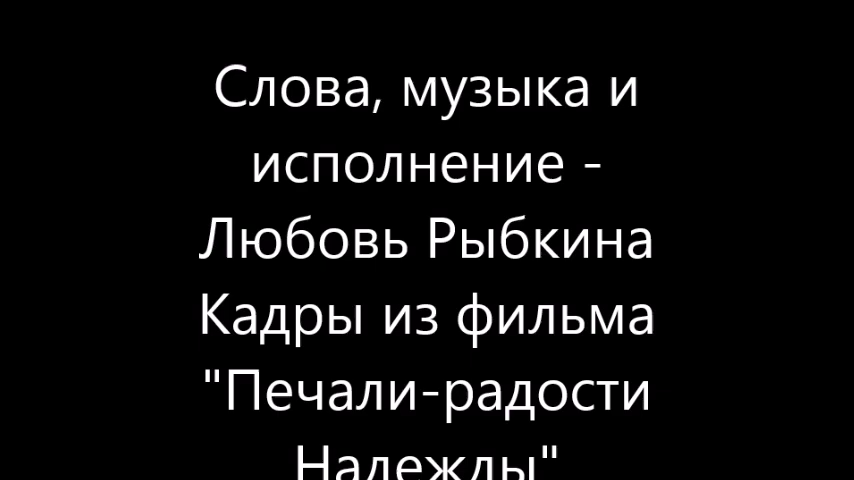 Слова, музыка и
исполнение -
Любовь Рыбкина
Кадры из фильма
"Печали-радости
Надежды"